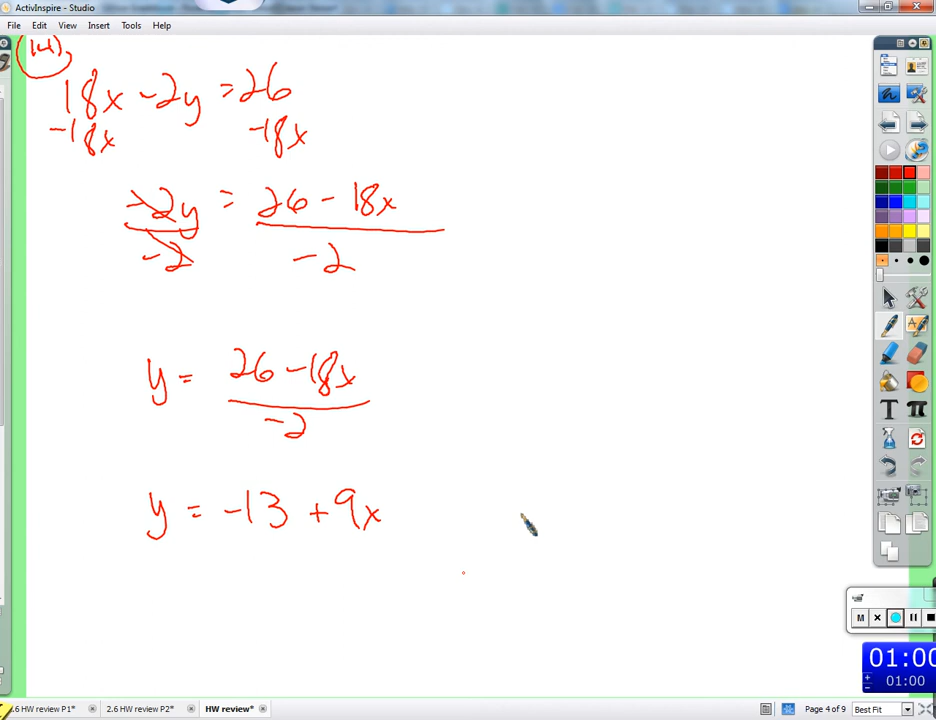 ActivInspire - Studio
File Edit View Insert Tools Help
14
18x - 2y = 26
-18x -18x
-2y = 26 - 18x
-2 -2
y = 26 - 18x
-2
y = -13 + 9x
T π
M
01:00
01:00
.6 HW review P1* 2.6 HW review P2* HW review* Page 4 of 9 Best Fit